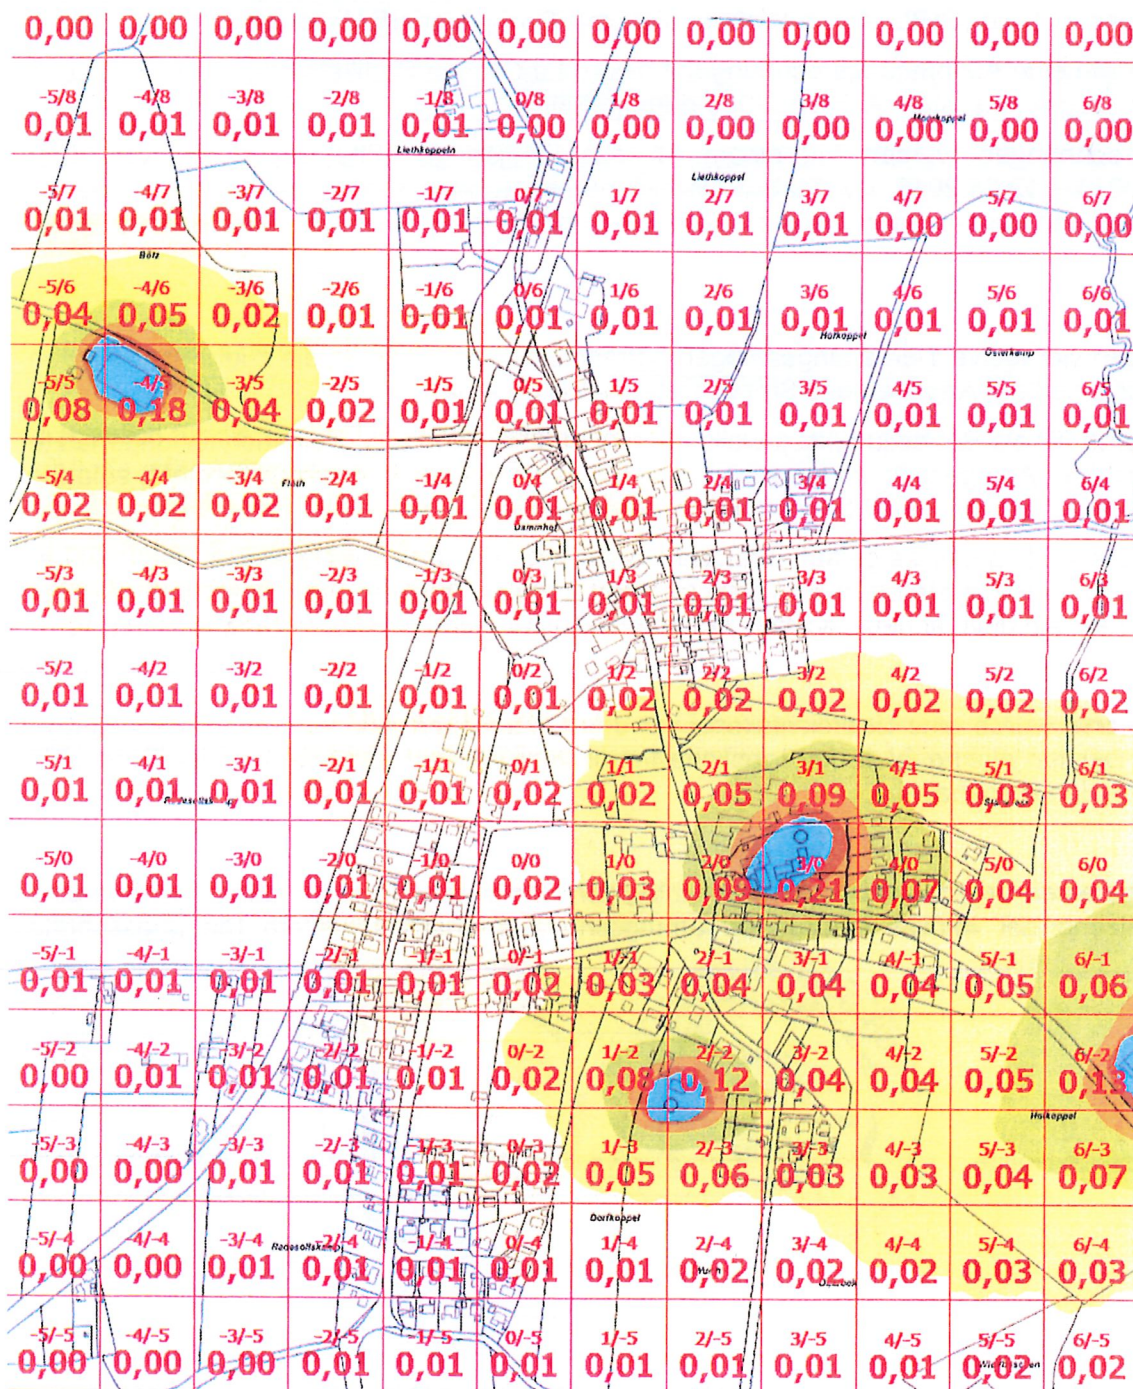 0,00 0,00 0,00 0,00 0,00 0,00 0,00 0,00 0,00 0,00 0,00 0,00
-5/8 -4/8 -3/8 -2/8 -1/8 0/8 1/8 2/8 3/8 4/8 5/8 6/8
0,01 0,01 0,01 0,01 0,01 0,00 0,00 0,00 0,00 0,00 0,00 0,00
Moorkoppel
Liethkoppeln
Liethkoppel
-5/7 -4/7 -3/7 -2/7 -1/7 0/7 1/7 2/7 3/7 4/7 5/7 6/7
0,01 0,01 0,01 0,01 0,01 0,01 0,01 0,01 0,01 0,00 0,00 0,00
-5/6 -4/6 -3/6 -2/6 -1/6 0/6 1/6 2/6 3/6 4/6 5/6 6/6
0,04 0,05 0,02 0,01 0,01 0,01 0,01 0,01 0,01 0,01 0,01 0,01
Hofkoppel
Osterkamp
-5/5 -4/5 -3/5 -2/5 -1/5 0/5 1/5 2/5 3/5 4/5 5/5 6/5
0,08 0,18 0,04 0,02 0,01 0,01 0,01 0,01 0,01 0,01 0,01 0,01
-5/4 -4/4 -3/4 -2/4 -1/4 0/4 1/4 2/4 3/4 4/4 5/4 6/4
0,02 0,02 0,02 0,01 0,01 0,01 0,01 0,01 0,01 0,01 0,01 0,01
Dammhof
-5/3 -4/3 -3/3 -2/3 -1/3 0/3 1/3 2/3 3/3 4/3 5/3 6/3
0,01 0,01 0,01 0,01 0,01 0,01 0,01 0,01 0,01 0,01 0,01 0,01
-5/2 -4/2 -3/2 -2/2 -1/2 0/2 1/2 2/2 3/2 4/2 5/2 6/2
0,01 0,01 0,01 0,01 0,01 0,01 0,02 0,02 0,02 0,02 0,02 0,02
-5/1 -4/1 -3/1 -2/1 -1/1 0/1 1/1 2/1 3/1 4/1 5/1 6/1
0,01 0,01 0,01 0,01 0,01 0,02 0,02 0,05 0,09 0,05 0,03 0,03
-5/0 -4/0 -3/0 -2/0 -1/0 0/0 1/0 2/0 3/0 4/0 5/0 6/0
0,01 0,01 0,01 0,01 0,01 0,02 0,03 0,09 0,21 0,07 0,04 0,04
-5/-1 -4/-1 -3/-1 -2/-1 -1/-1 0/-1 1/-1 2/-1 3/-1 4/-1 5/-1 6/-1
0,01 0,01 0,01 0,01 0,01 0,02 0,03 0,04 0,04 0,04 0,05 0,06
-5/-2 -4/-2 -3/-2 -2/-2 -1/-2 0/-2 1/-2 2/-2 3/-2 4/-2 5/-2 6/-2
0,00 0,01 0,01 0,01 0,01 0,02 0,08 0,12 0,04 0,04 0,05 0,13
-5/-3 -4/-3 -3/-3 -2/-3 -1/-3 0/-3 1/-3 2/-3 3/-3 4/-3 5/-3 6/-3
0,00 0,00 0,01 0,01 0,01 0,02 0,05 0,06 0,03 0,03 0,04 0,07
Dorfkoppel
-5/-4 -4/-4 -3/-4 -2/-4 -1/-4 0/-4 1/-4 2/-4 3/-4 4/-4 5/-4 6/-4
0,00 0,00 0,01 0,01 0,01 0,01 0,01 0,02 0,02 0,02 0,03 0,03
-5/-5 -4/-5 -3/-5 -2/-5 -1/-5 0/-5 1/-5 2/-5 3/-5 4/-5 5/-5 6/-5
0,00 0,00 0,00 0,01 0,01 0,01 0,01 0,01 0,01 0,01 0,02 0,02